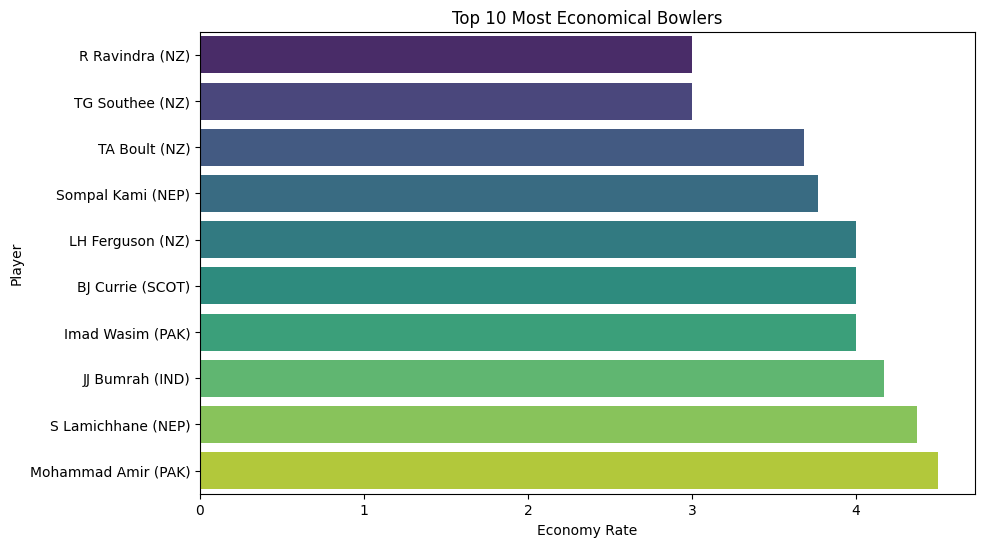 Top 10 Most Economical Bowlers
Player
R Ravindra (NZ)
TG Southee (NZ)
TA Boult (NZ)
Sompal Kami (NEP)
LH Ferguson (NZ)
BJ Currie (SCOT)
Imad Wasim (PAK)
JJ Bumrah (IND)
S Lamichhane (NEP)
Mohammad Amir (PAK)
0 1 2 3 4
Economy Rate